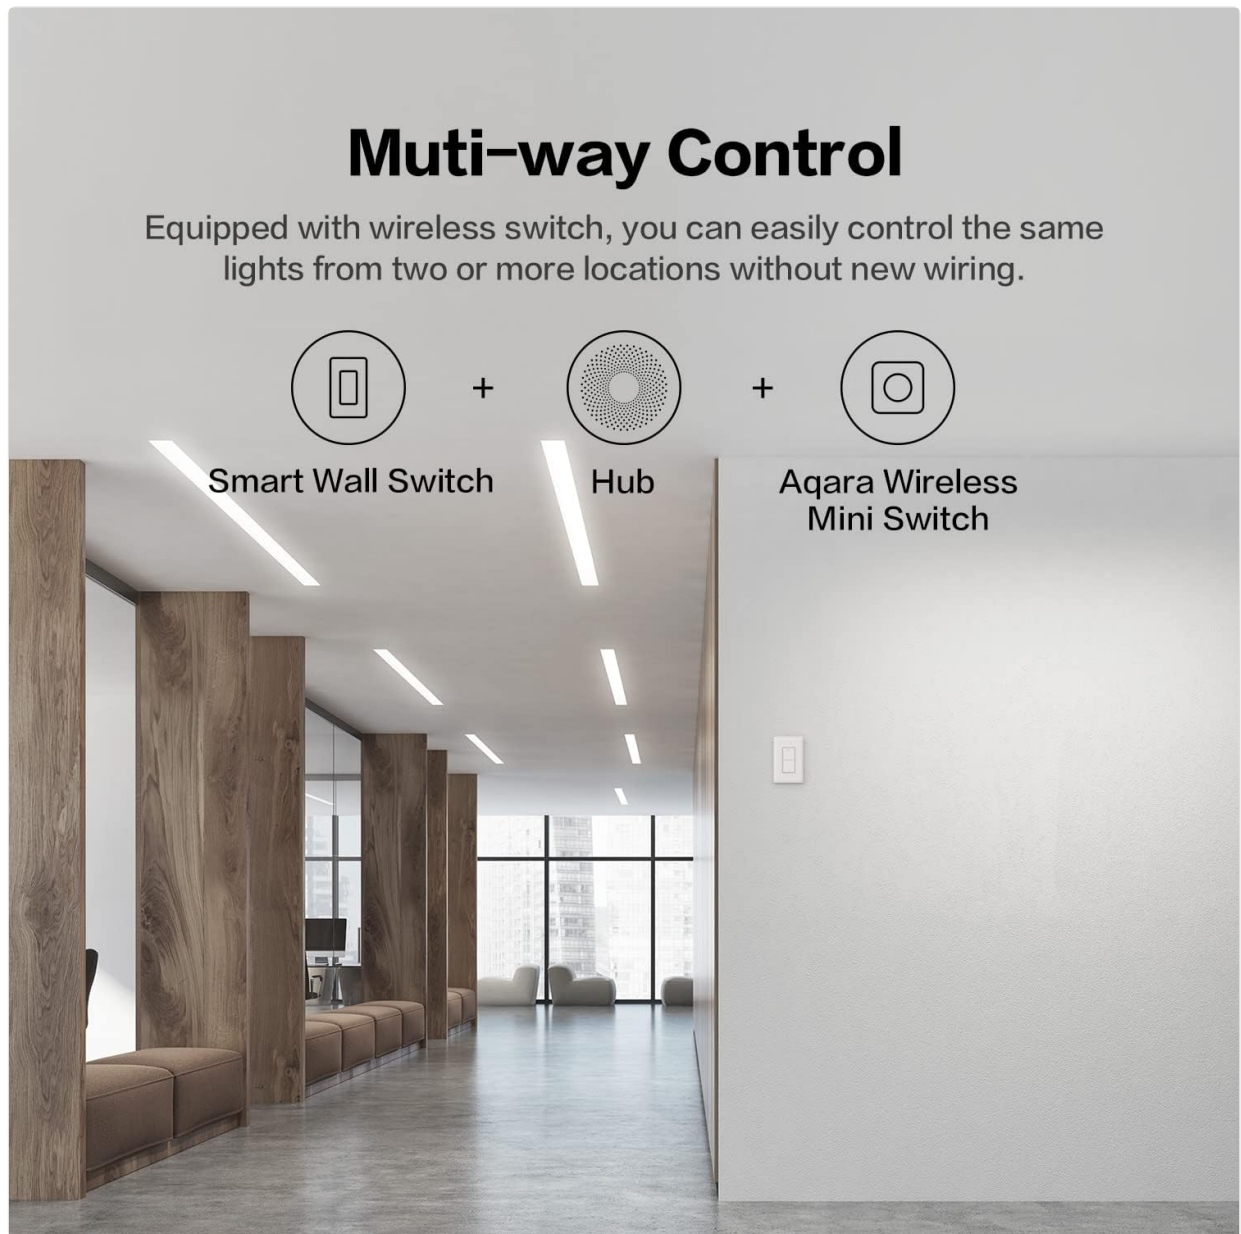 Muti-way Control
Equipped with wireless switch, you can easily control the same
lights from two or more locations without new wiring.
+
+
Smart Wall Switch
Hub
Aqara Wireless
Mini Switch